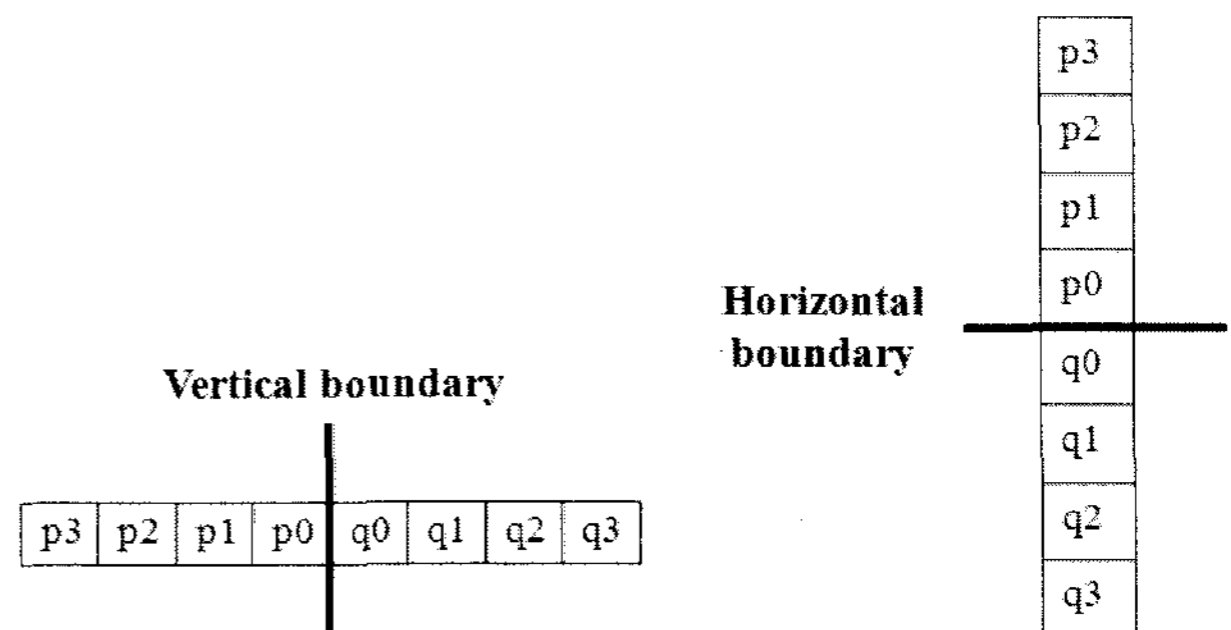 Vertical boundary
p3 p2 p1 p0 q0 q1 q2 q3
Horizontal
boundary
p3
p2
p1
p0
q0
q1
q2
q3